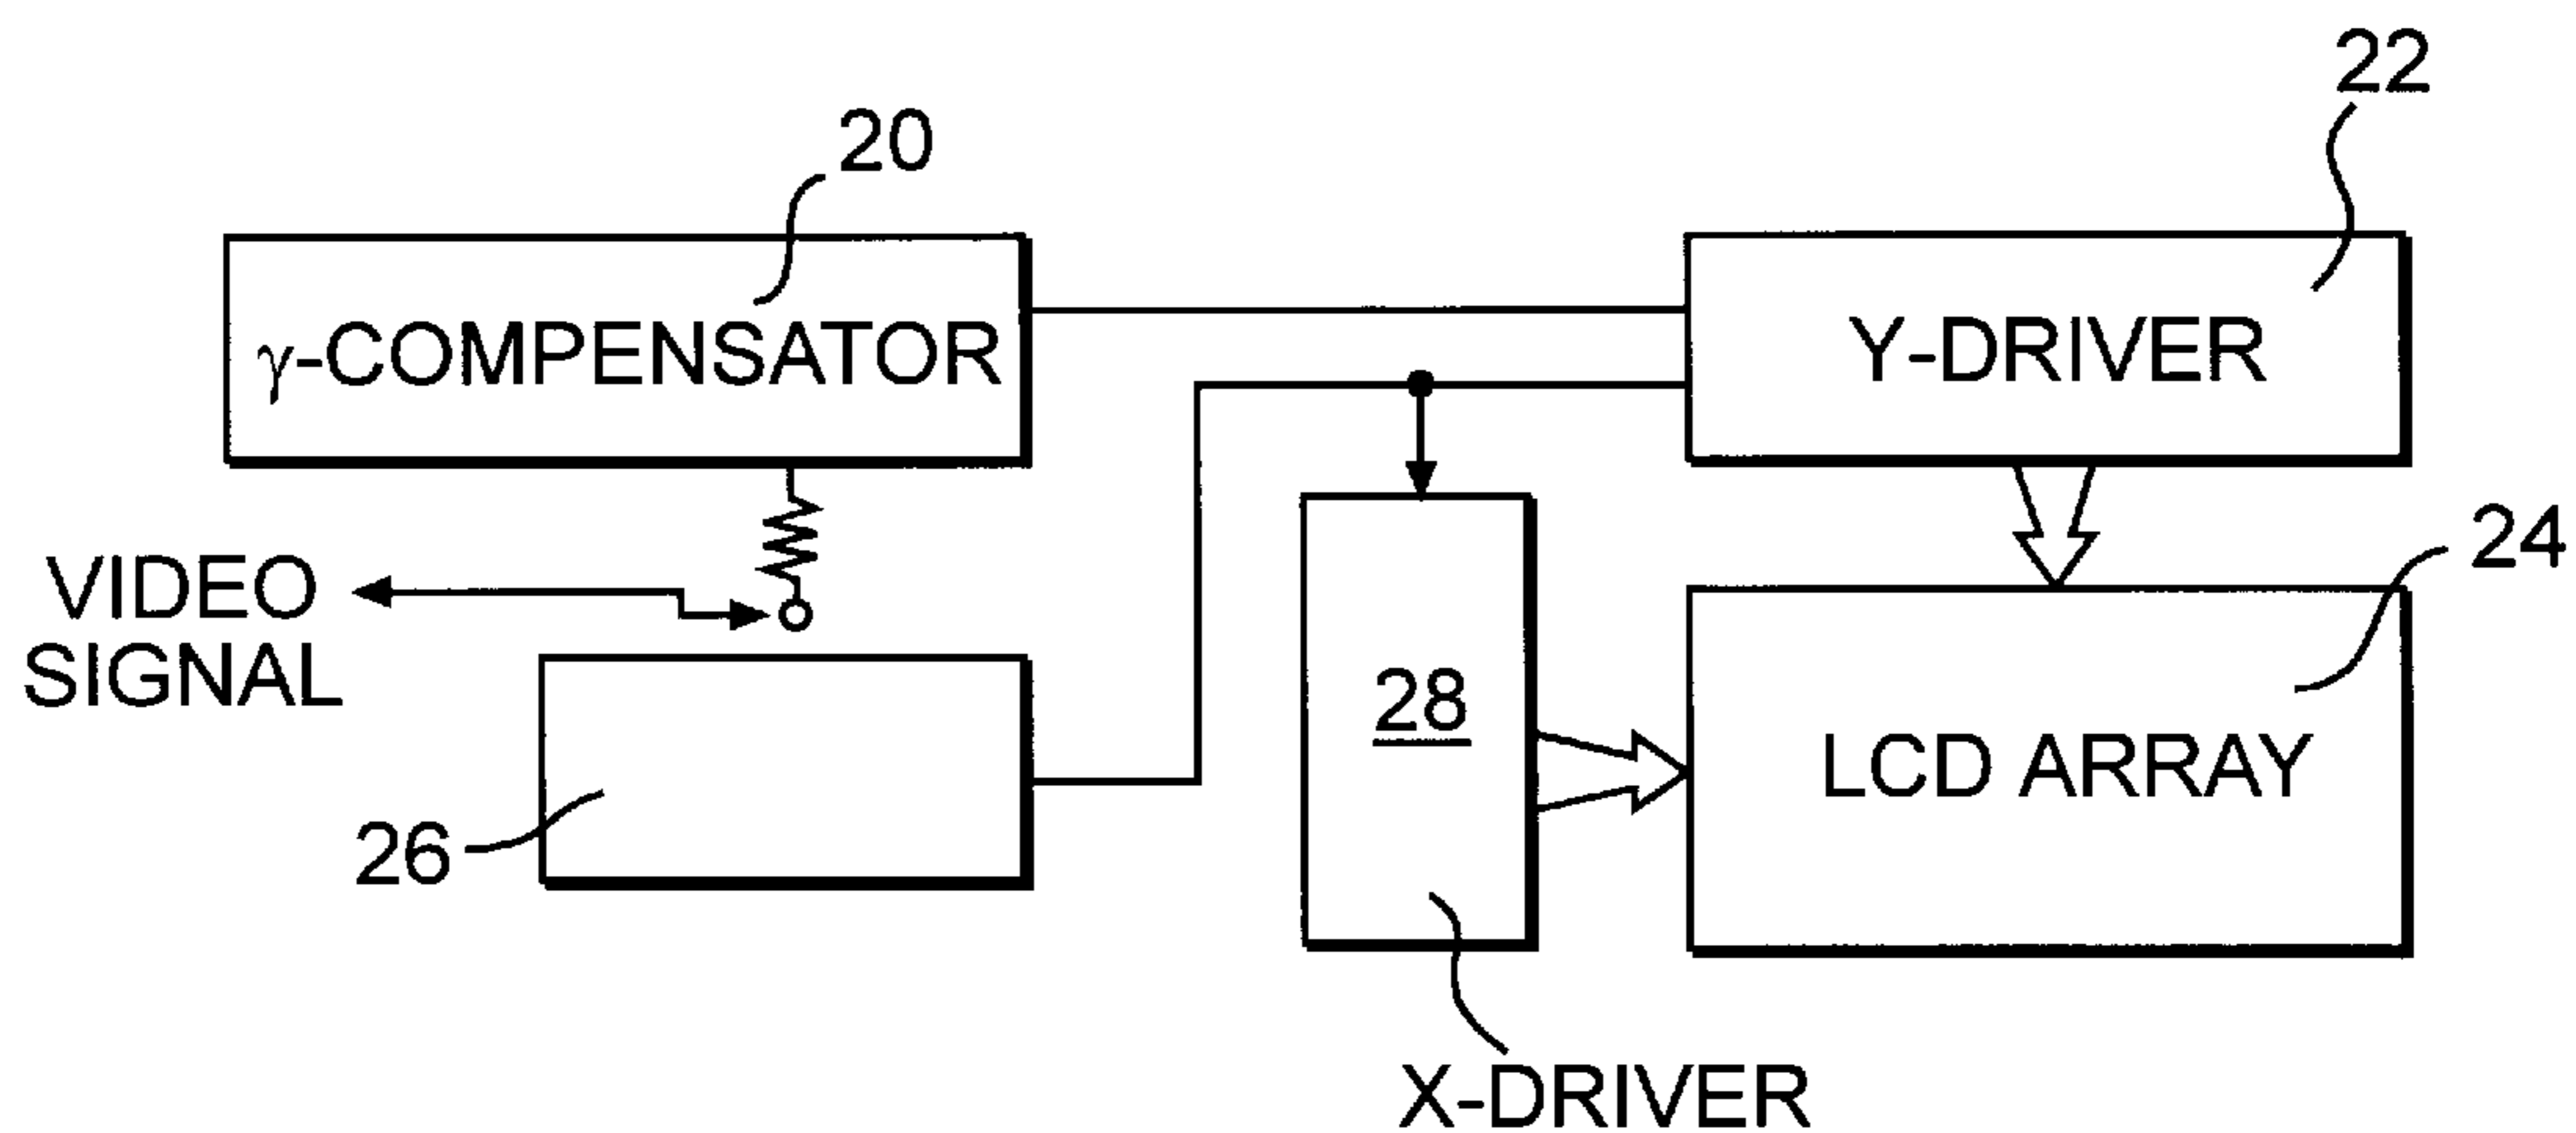 22
20
γ-COMPENSATOR
Y-DRIVER
24
VIDEO
SIGNAL
28
LCD ARRAY
26
X-DRIVER